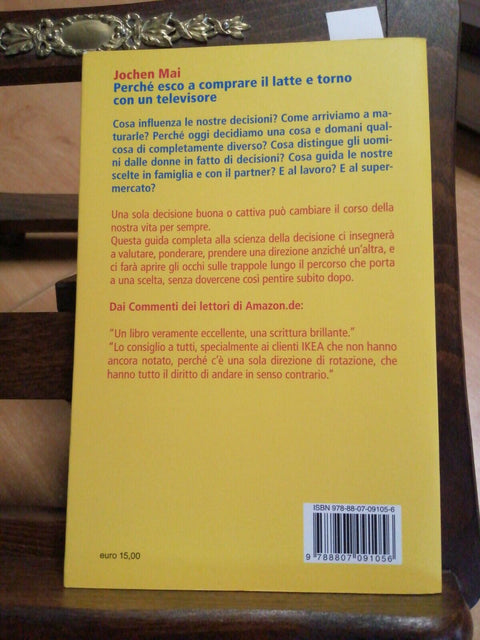 Jochen Mai
Perché esco a comprare il latte e torno
con un televisore
Cosa influenza le nostre decisioni? Come arriviamo a ma-
turarle? Perché oggi decidiamo una cosa e domani qual-
cosa di completamente diverso? Cosa distingue gli uomi-
ni dalle donne in fatto di decisioni? Cosa guida le nostre
scelte in famiglia e con il partner? E al lavoro? E al super-
mercato?
Una sola decisione buona o cattiva può cambiare il corso della
nostra vita per sempre.
Questa guida completa alla scienza della decisione ci insegnerà
a valutare, ponderare, prendere una direzione anziché un'altra, e
ci farà aprire gli occhi sulle trappole lungo il percorso che porta
a una scelta, senza dovercene così pentire subito dopo.
Dai Commenti dei lettori di Amazon.de:
"Un libro veramente eccellente, una scrittura brillante."
"Lo consiglio a tutti, specialmente ai clienti IKEA che non hanno
ancora notato, perché c'è una sola direzione di rotazione, che
hanno tutto il diritto di andare in senso contrario."
ISBN 978-88-07-09105-6
9 788807 091056
euro 15,00